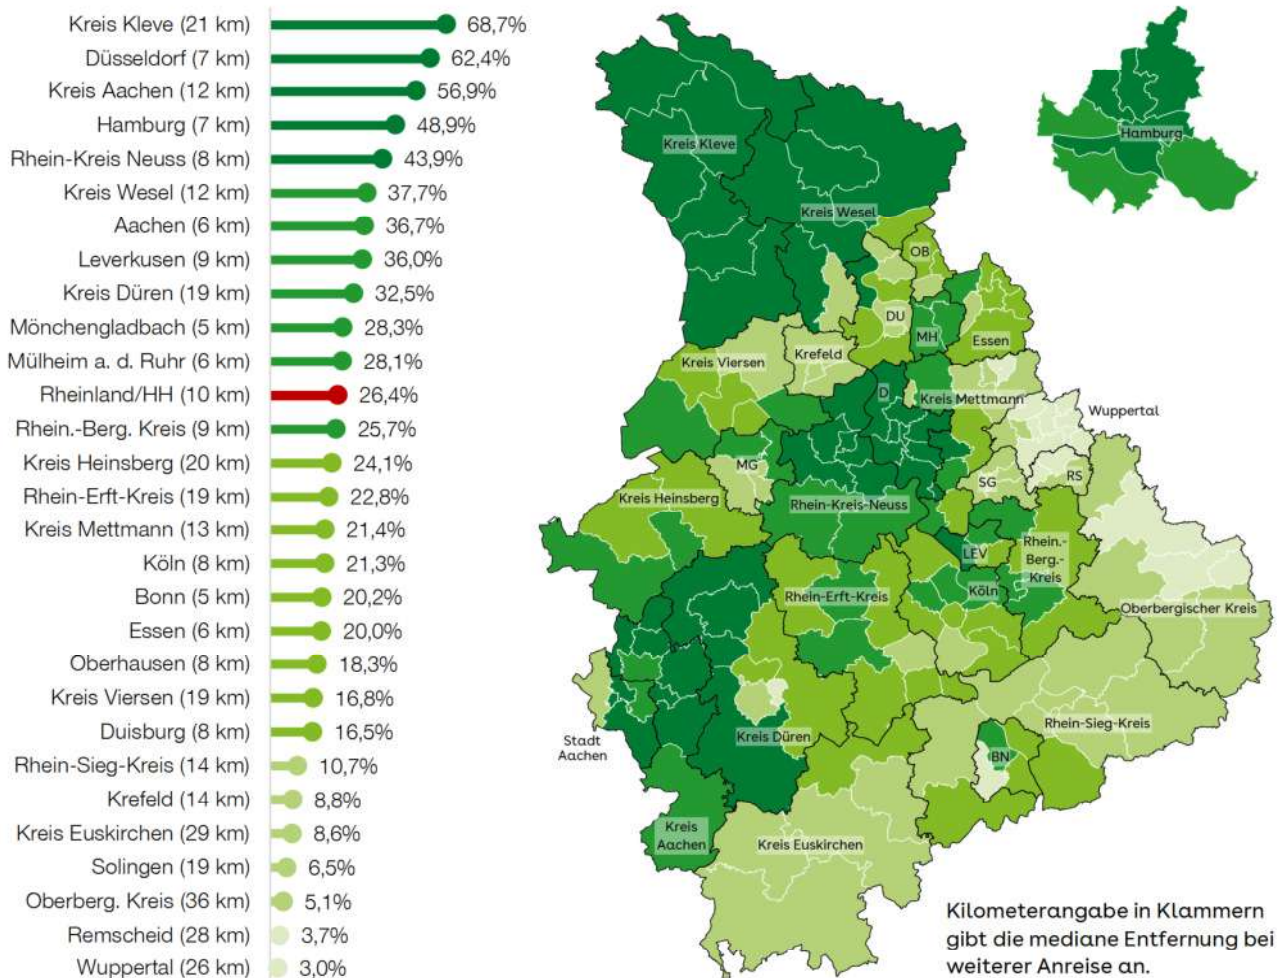 Kreis Kleve (21 km) 68,7%
Düsseldorf (7 km) 62,4%
Kreis Aachen (12 km) 56,9%
Hamburg (7 km) 48,9%
Rhein-Kreis Neuss (8 km) 43,9%
Kreis Wesel (12 km) 37,7%
Aachen (6 km) 36,7%
Leverkusen (9 km) 36,0%
Kreis Düren (19 km) 32,5%
Mönchengladbach (5 km) 28,3%
Mülheim a. d. Ruhr (6 km) 28,1%
Rheinland/HH (10 km) 26,4%
Rhein.-Berg. Kreis (9 km) 25,7%
Kreis Heinsberg (20 km) 24,1%
Rhein-Erft-Kreis (19 km) 22,8%
Kreis Mettmann (13 km) 21,4%
Köln (8 km) 21,3%
Bonn (5 km) 20,2%
Essen (6 km) 20,0%
Oberhausen (8 km) 18,3%
Kreis Viersen (19 km) 16,8%
Duisburg (8 km) 16,5%
Rhein-Sieg-Kreis (14 km) 10,7%
Krefeld (14 km) 8,8%
Kreis Euskirchen (29 km) 8,6%
Solingen (19 km) 6,5%
Oberberg. Kreis (36 km) 5,1%
Remscheid (28 km) 3,7%
Wuppertal (26 km) 3,0%
Hamburg
Kreis Kleve
Kreis Wesel
OB
DU
MH
Essen
Kreis Viersen
Krefeld
D
Kreis Mettmann
Wuppertal
MG
SG
RS
Kreis Heinsberg
Rhein-Kreis-Neuss
LEV
Rhein.-
Berg.-
Kreis
Rhein-Erft-Kreis
Köln
Oberbergischer Kreis
Rhein-Sieg-Kreis
Stadt
Aachen
Kreis Düren
BN
Kreis
Aachen
Kreis Euskirchen
Kilometerangabe in Klammern
gibt die mediane Entfernung bei
weiterer Anreise an.